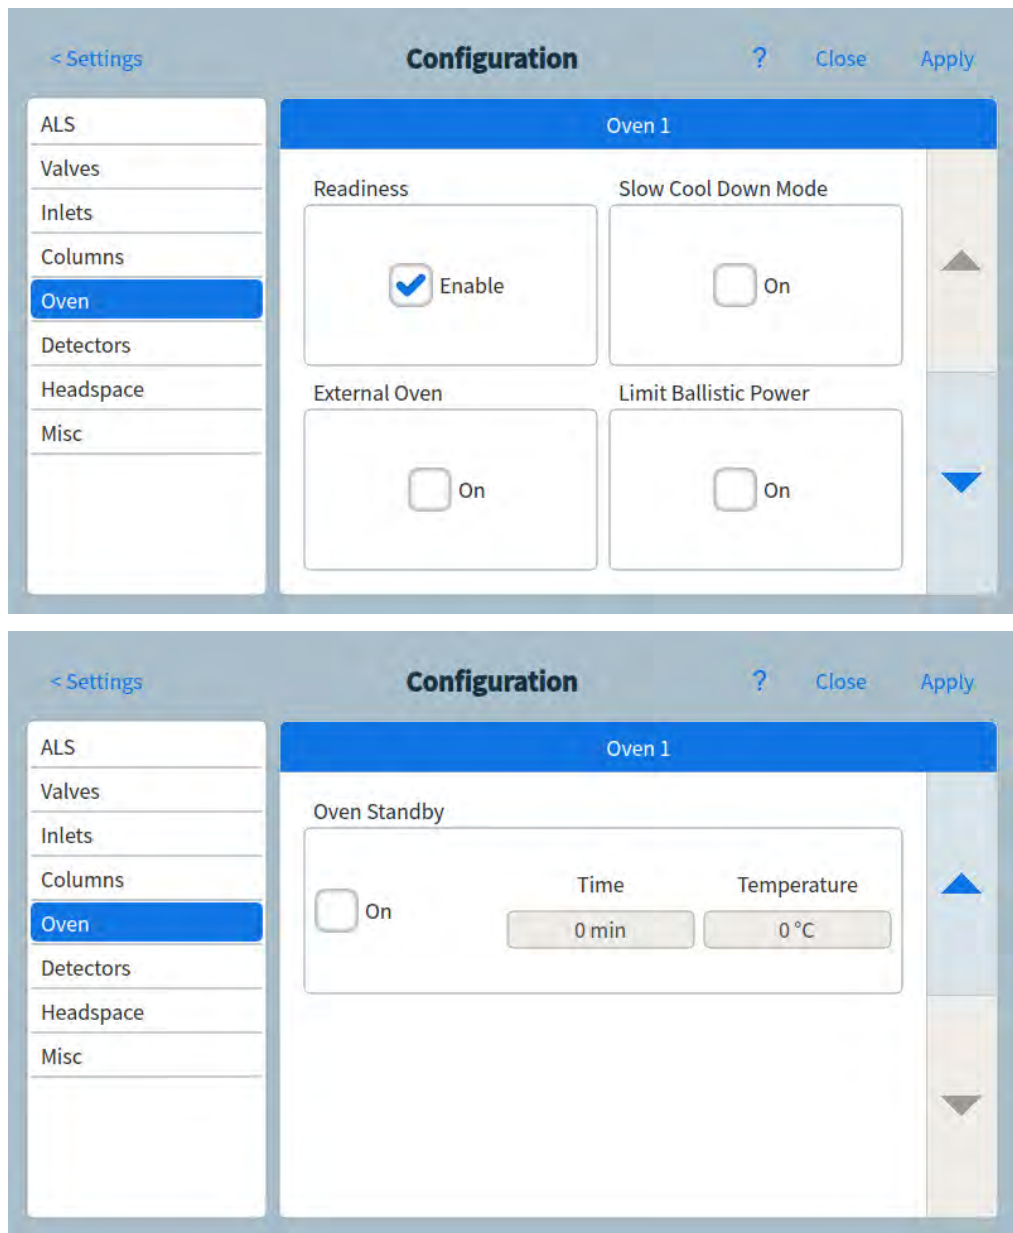 < Settings
Configuration
?
Close
Apply
ALS
Valves
Inlets
Columns
Oven
Detectors
Headspace
Misc
Oven 1
Readiness
Slow Cool Down Mode
Enable
On
External Oven
Limit Ballistic Power
On
On
< Settings
Configuration
?
Close
Apply
ALS
Valves
Inlets
Columns
Oven
Detectors
Headspace
Misc
Oven 1
Oven Standby
On
Time
Temperature
0 min
0 °C